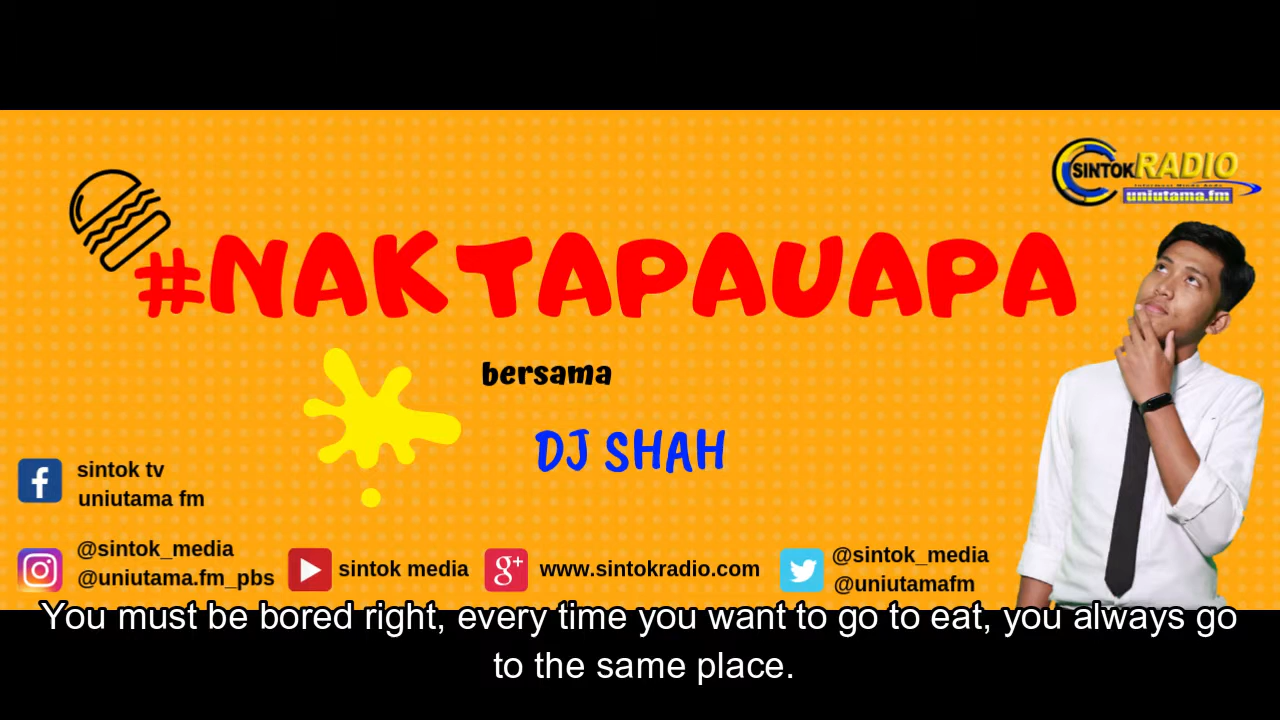 SINTOK RADIO
uniutama.fm
#NAKTAPAUAPA
bersama
DJ SHAH
sintok tv
uniutama fm
@sintok_media
@uniutama.fm_pbs
sintok media
g+
www.sintokradio.com
@sintok_media
@uniutamafm
You must be bored right, every time you want to go to eat, you always go
to the same place.